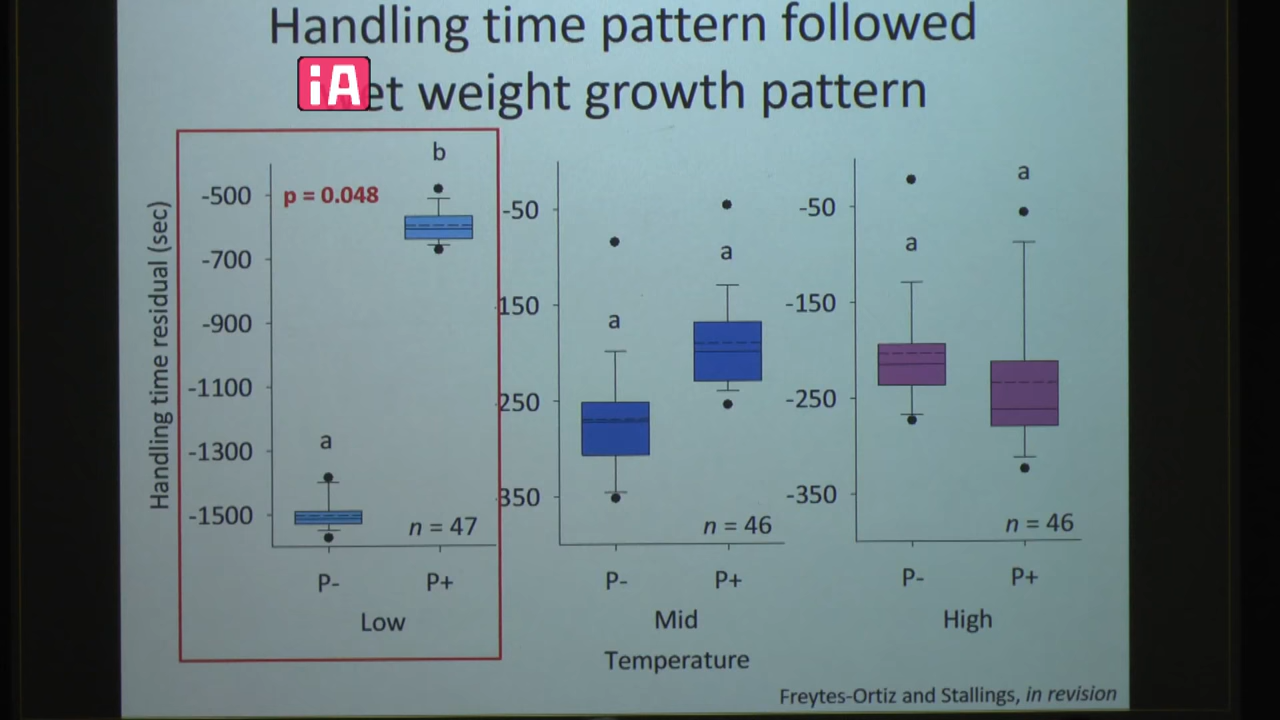 Handling time pattern followed
iA et weight growth pattern
Handling time residual (sec)
-500
-700
-900
-1100
-1300
-1500
p = 0.048
a
b
n = 47
P- P+
Low
-50
150
250
350
a
a
n = 46
P- P+
Mid
-50
-150
-250
-350
a
a
n = 46
P- P+
High
Temperature
Freytes-Ortiz and Stallings, in revision